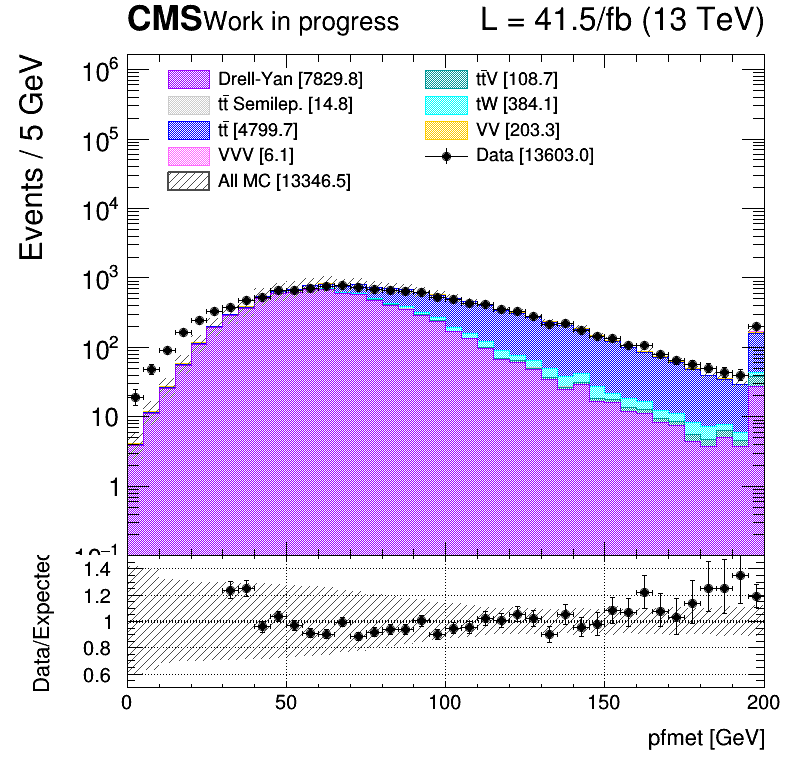 CMS Work in progress L = 41.5/fb (13 TeV)
Events / 5 GeV
10⁶
10⁵
10⁴
10³
10²
10
1
10⁻¹
Drell-Yan [7829.8]
tt̄ Semilep. [14.8]
tt̄ [4799.7]
VVV [6.1]
All MC [13346.5]
tt̄V [108.7]
tW [384.1]
VV [203.3]
Data [13603.0]
Data/Expected
1.4
1.2
1
0.8
0.6
0 50 100 150 200
pfmet [GeV]